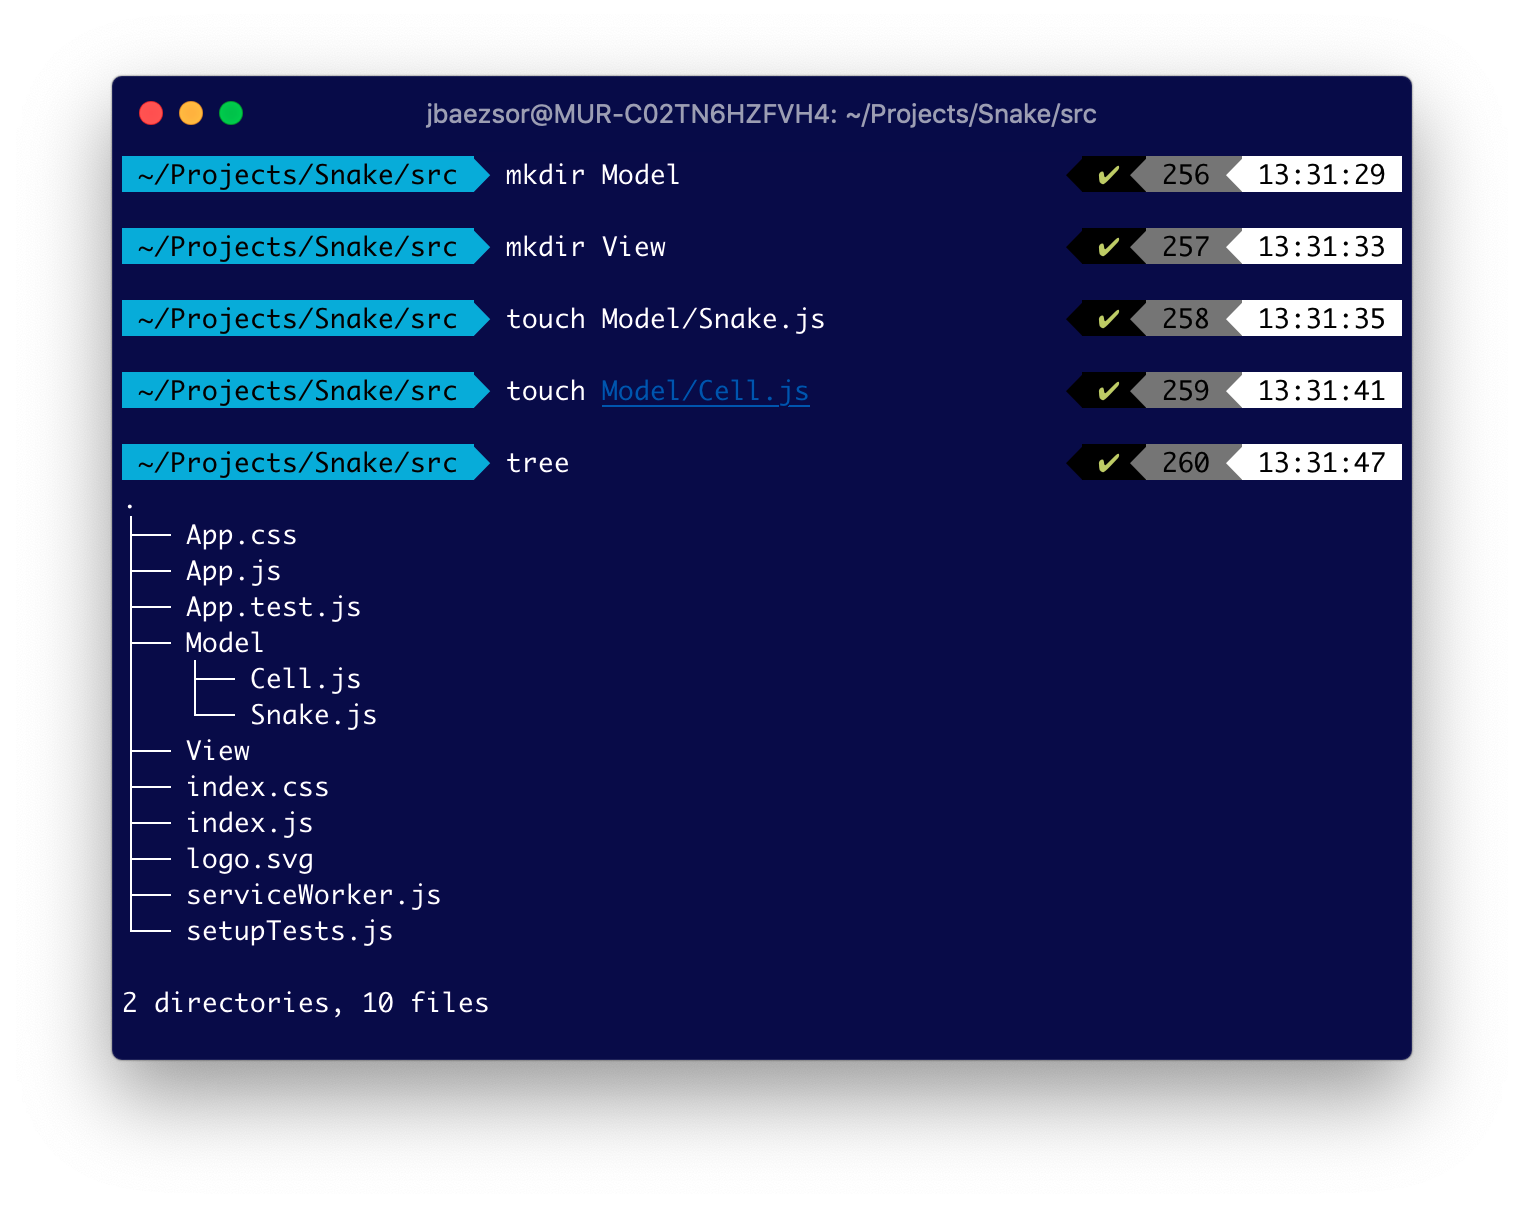 jbaezsor@MUR-C02TN6HZFVH4: ~/Projects/Snake/src
~/Projects/Snake/src mkdir Model ✔ 256 13:31:29
~/Projects/Snake/src mkdir View ✔ 257 13:31:33
~/Projects/Snake/src touch Model/Snake.js ✔ 258 13:31:35
~/Projects/Snake/src touch Model/Cell.js ✔ 259 13:31:41
~/Projects/Snake/src tree ✔ 260 13:31:47
.
├── App.css
├── App.js
├── App.test.js
├── Model
│   ├── Cell.js
│   └── Snake.js
├── View
├── index.css
├── index.js
├── logo.svg
├── serviceWorker.js
└── setupTests.js
2 directories, 10 files